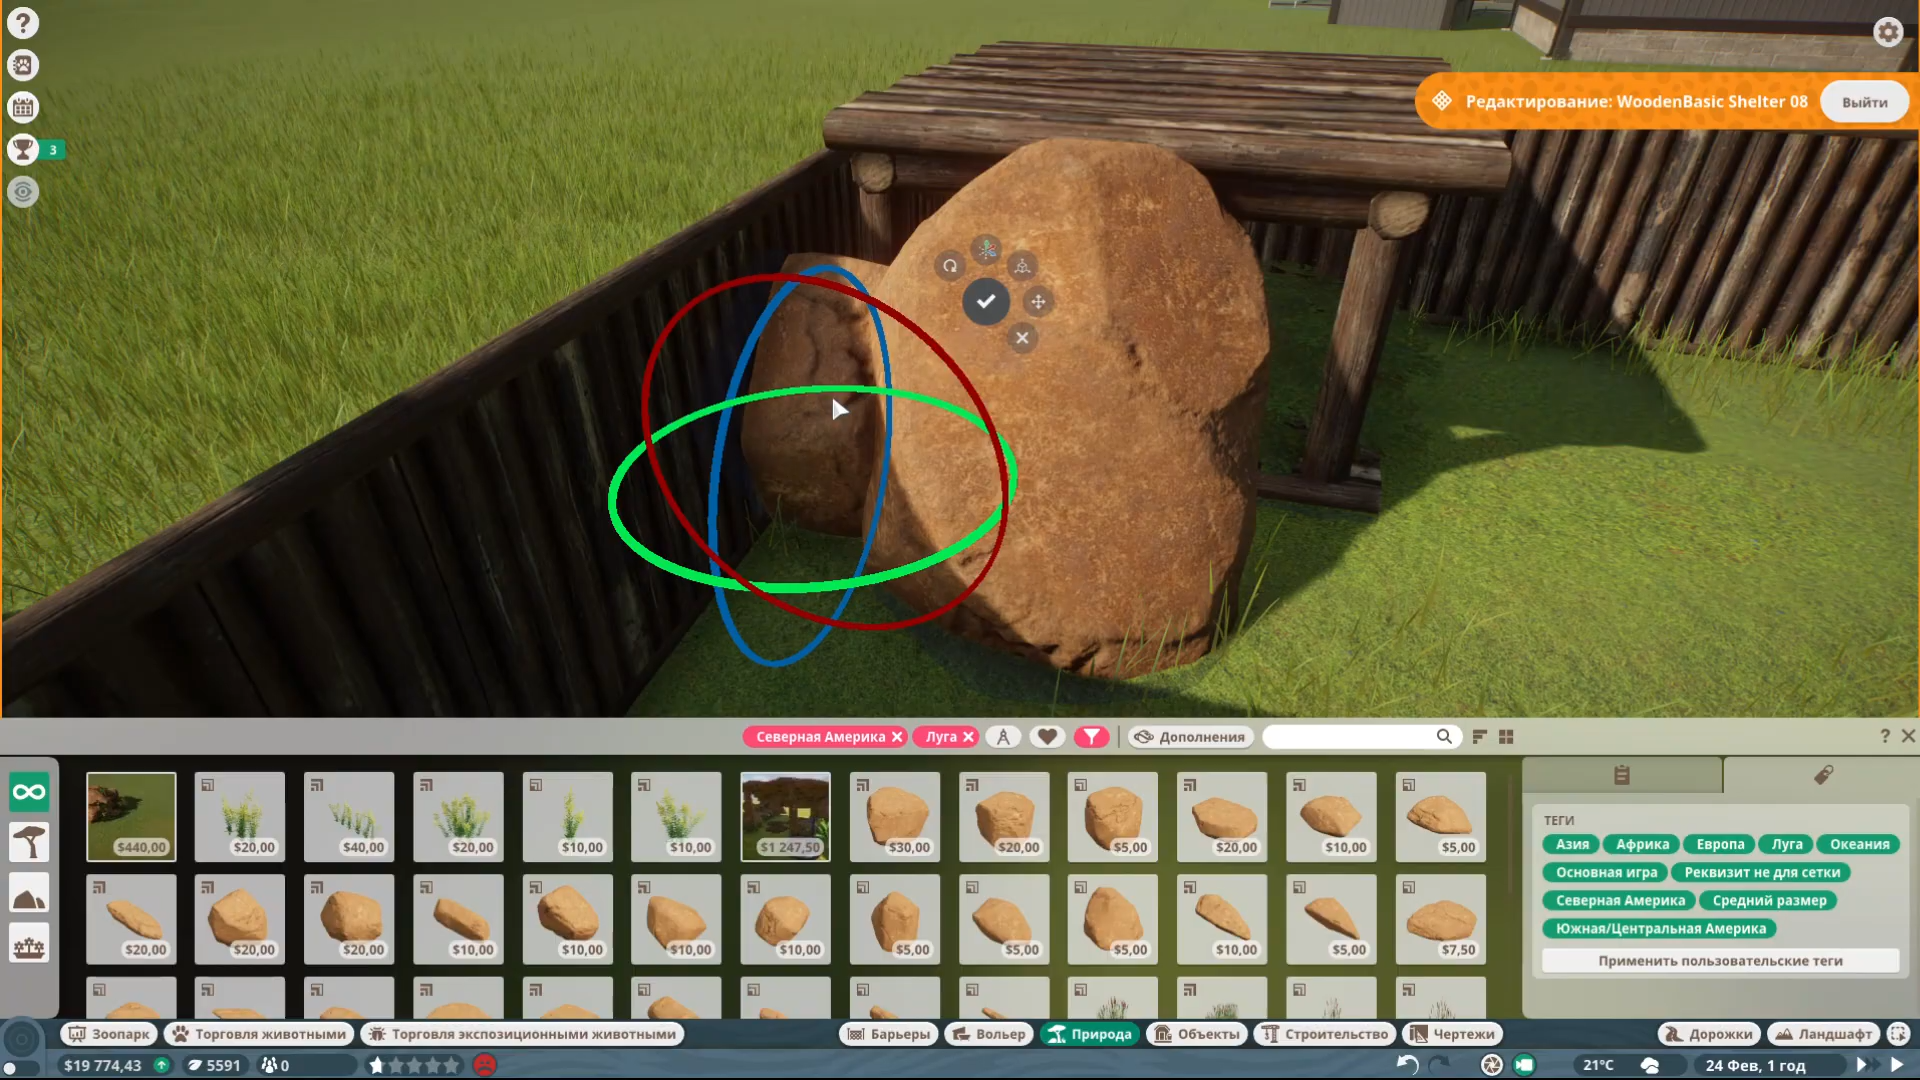 Редактирование: WoodenBasic Shelter 08
Выйти
3
Северная Америка
Луга
Дополнения
?
$440,00 $20,00 $40,00 $20,00 $10,00 $10,00 $1 247,50 $30,00 $20,00 $5,00 $20,00 $10,00 $5,00
$20,00 $20,00 $20,00 $10,00 $10,00 $10,00 $10,00 $5,00 $5,00 $5,00 $10,00 $5,00 $7,50
ТЕГИ
Азия Африка Европа Луга Океания
Основная игра Реквизит не для сетки
Северная Америка Средний размер
Южная/Центральная Америка
Применить пользовательские теги
Зоопарк Торговля животными Торговля экспозиционными животными Барьеры Вольер Природа Объекты Строительство Чертежи Дорожки Ландшафт
$19 774,43 5591 0 21°C 24 Фев, 1 год